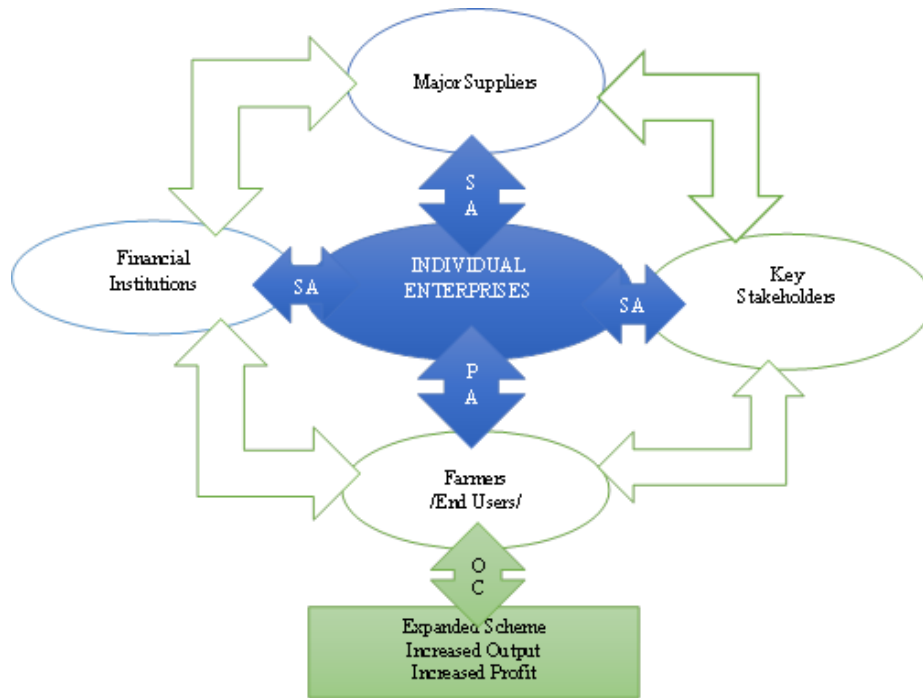 Major Suppliers
S
A
Financial
Institutions
SA
INDIVIDUAL
ENTERPRISES
SA
Key
Stakeholders
P
A
Farmers
/End Users/
O
C
Expanded Scheme
Increased Output
Increased Profit